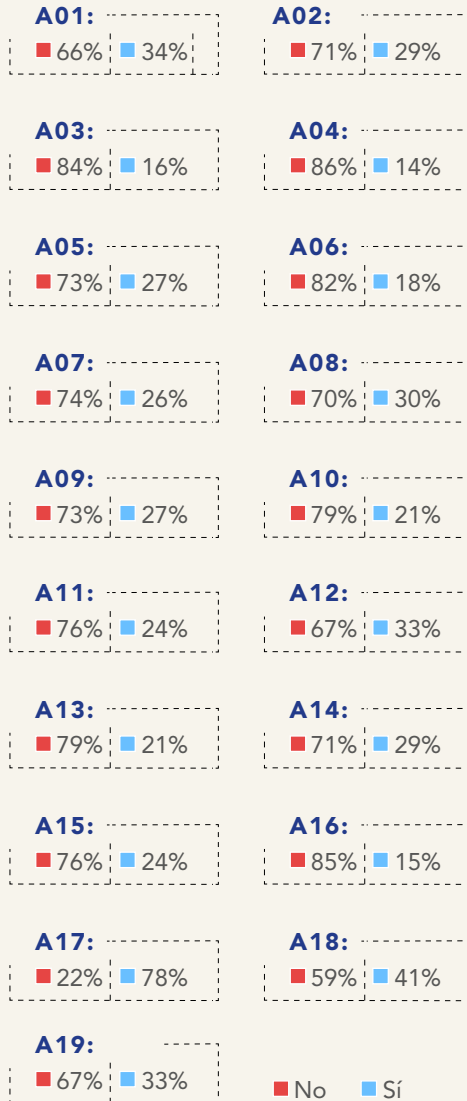 A01: A02:
66% 34% 71% 29%
A03: A04:
84% 16% 86% 14%
A05: A06:
73% 27% 82% 18%
A07: A08:
74% 26% 70% 30%
A09: A10:
73% 27% 79% 21%
A11: A12:
76% 24% 67% 33%
A13: A14:
79% 21% 71% 29%
A15: A16:
76% 24% 85% 15%
A17: A18:
22% 78% 59% 41%
A19:
67% 33% No Sí